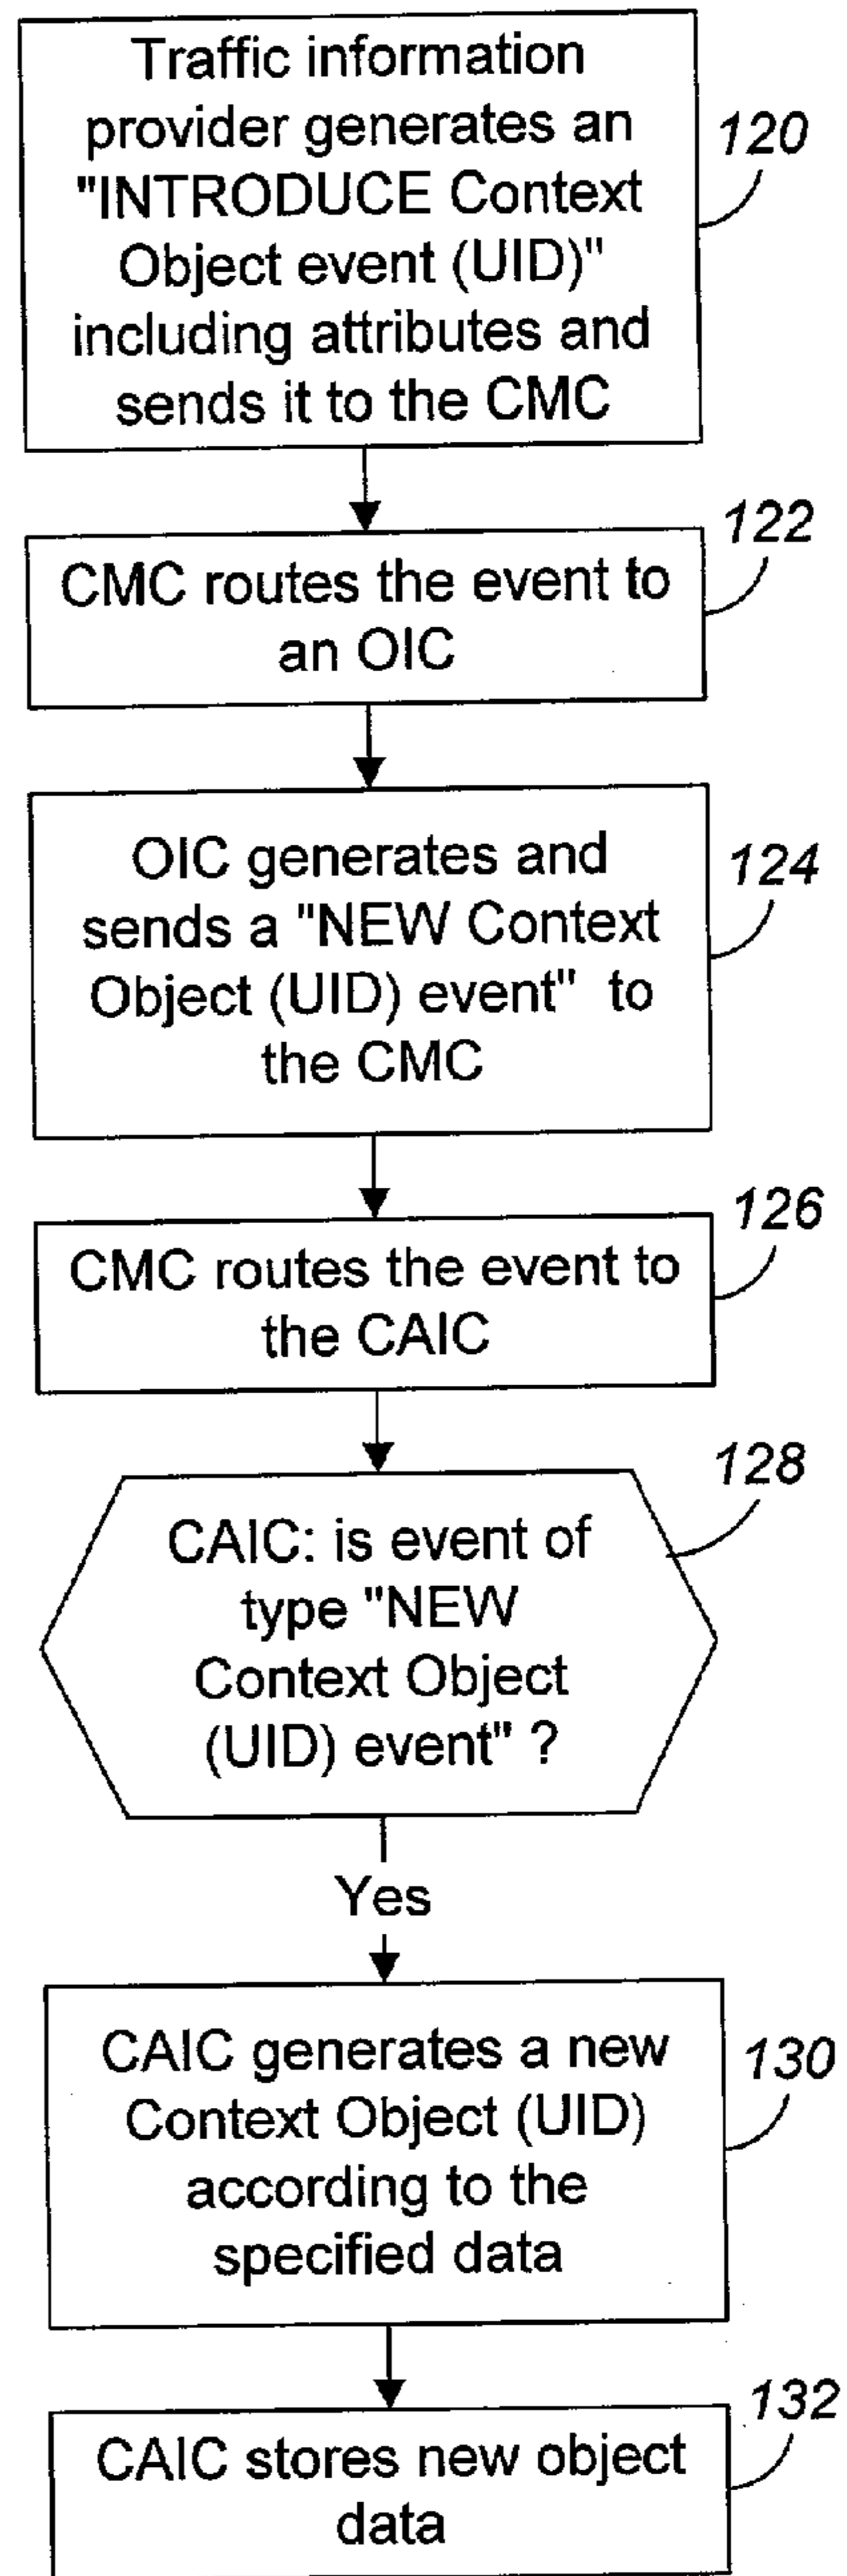 Traffic information
provider generates an
"INTRODUCE Context
Object event (UID)"
including attributes and
sends it to the CMC
120
CMC routes the event to
an OIC
122
OIC generates and
sends a "NEW Context
Object (UID) event" to
the CMC
124
CMC routes the event to
the CAIC
126
CAIC: is event of
type "NEW
Context Object
(UID) event" ?
128
Yes
CAIC generates a new
Context Object (UID)
according to the
specified data
130
CAIC stores new object
data
132